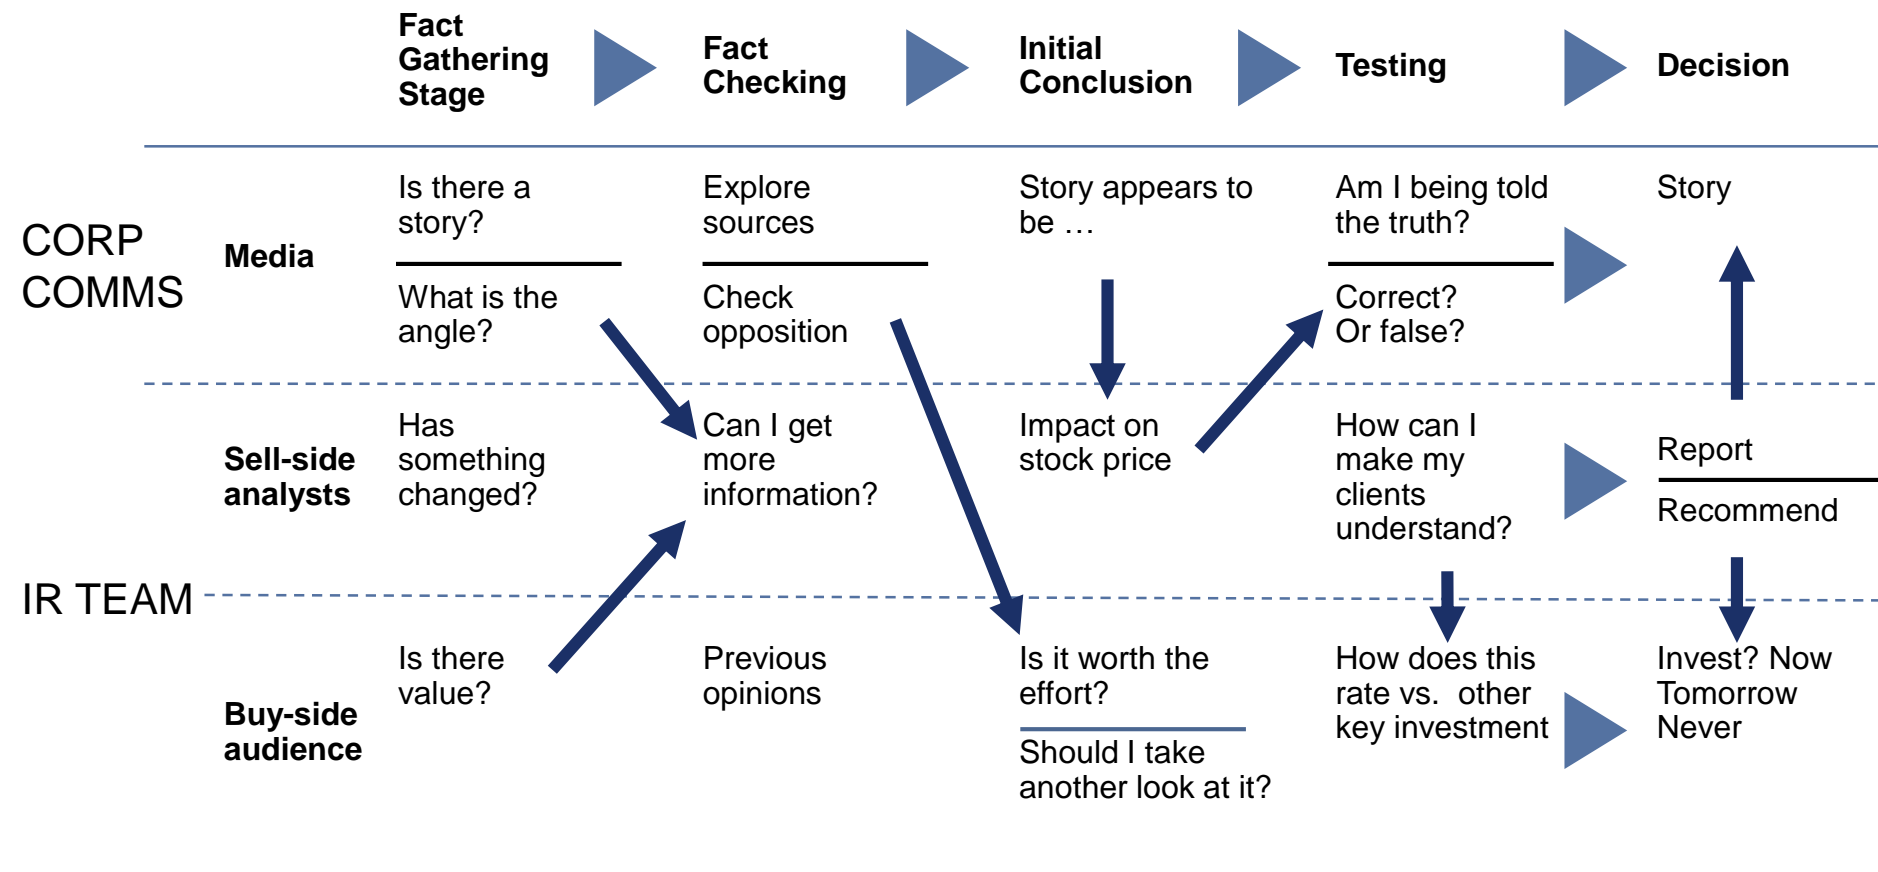 Fact
Gathering
Stage
Fact
Checking
Initial
Conclusion
Testing
Decision
CORP
COMMS
Media
Is there a
story?
What is the
angle?
Explore
sources
Check
opposition
Story appears to
be …
Am I being told
the truth?
Correct?
Or false?
Story
Sell-side
analysts
Has
something
changed?
Can I get
more
information?
Impact on
stock price
How can I
make my
clients
understand?
Report
Recommend
IR TEAM
Buy-side
audience
Is there
value?
Previous
opinions
Is it worth the
effort?
Should I take
another look at it?
How does this
rate vs.  other
key investment
Invest? Now
Tomorrow
Never